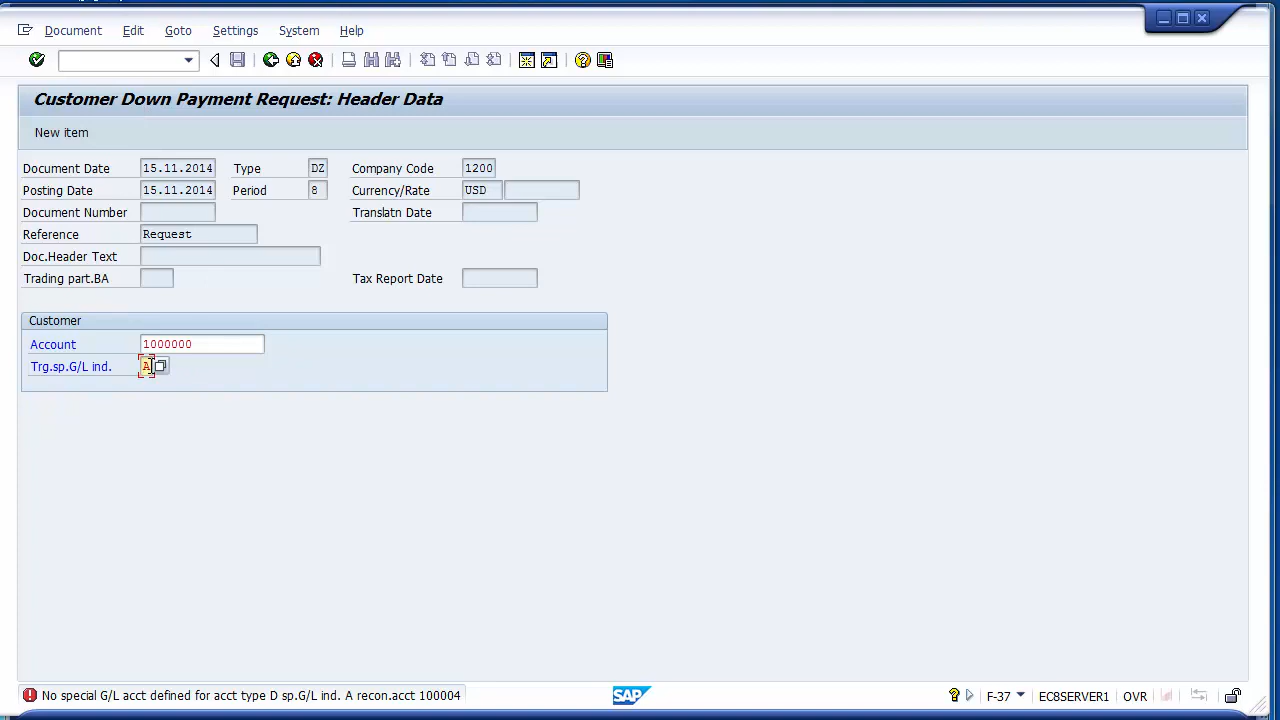 Document Edit Goto Settings System Help
Customer Down Payment Request: Header Data
New item
Document Date 15.11.2014 Type DZ Company Code 1200
Posting Date 15.11.2014 Period 8 Currency/Rate USD
Document Number Translatn Date
Reference Request
Doc.Header Text
Trading part.BA Tax Report Date
Customer
Account 1000000
Trg.sp.G/L ind. A
No special G/L acct defined for acct type D sp.G/L ind. A recon.acct 100004 SAP F-37 ECGSERVER1 OVR